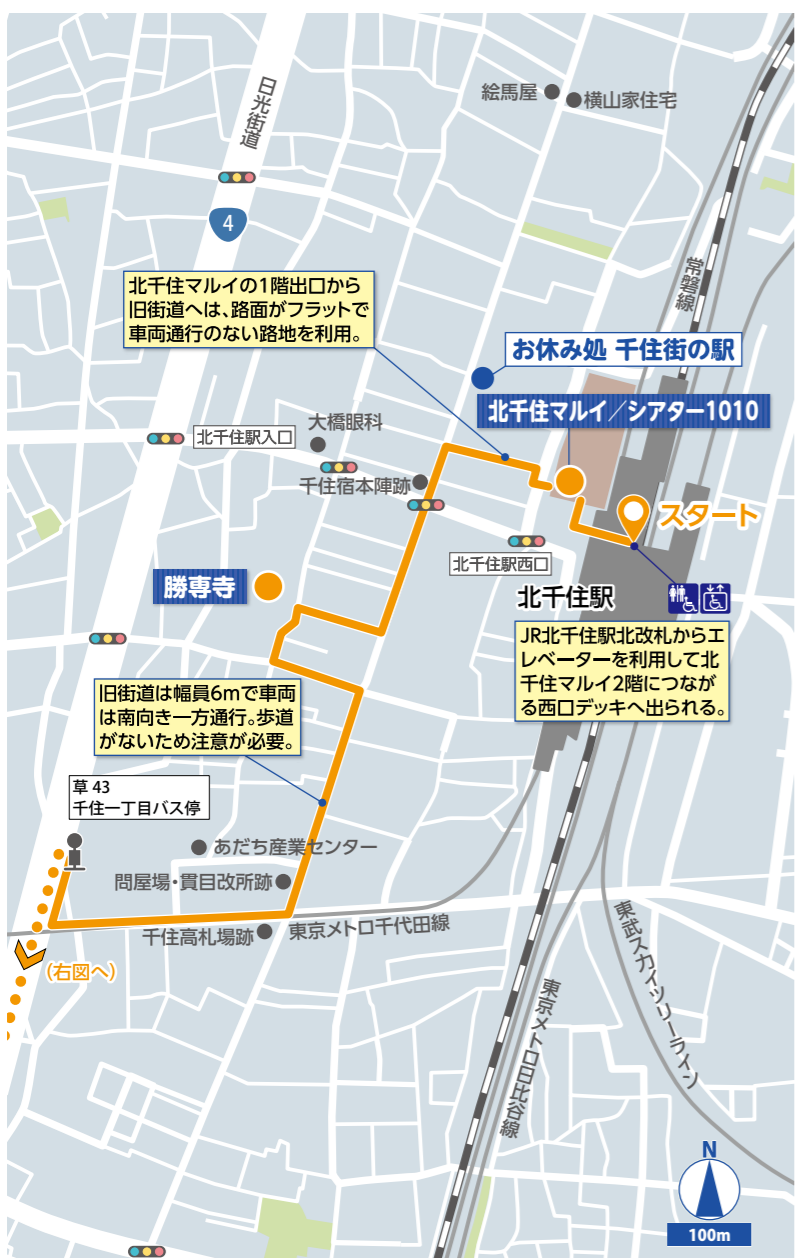 絵馬屋
横山家住宅
日光街道
4
北千住マルイの1階出口から
旧街道へは、路面がフラットで
車両通行のない路地を利用。
常磐線
お休み処 千住街の駅
北千住マルイ／シアター1010
大橋眼科
北千住駅入口
千住宿本陣跡
スタート
北千住駅西口
勝専寺
北千住駅
JR北千住駅北改札からエ
レベーターを利用して北
千住マルイ2階につなが
る西口デッキへ出られる。
旧街道は幅員6mで車両
は南向き一方通行。歩道
がないため注意が必要。
草 43
千住一丁目バス停
あだち産業センター
問屋場・貫目改所跡
千住高札場跡
東京メトロ千代田線
(右図へ)
東武スカイツリーライン
東京メトロ日比谷線
N
100m